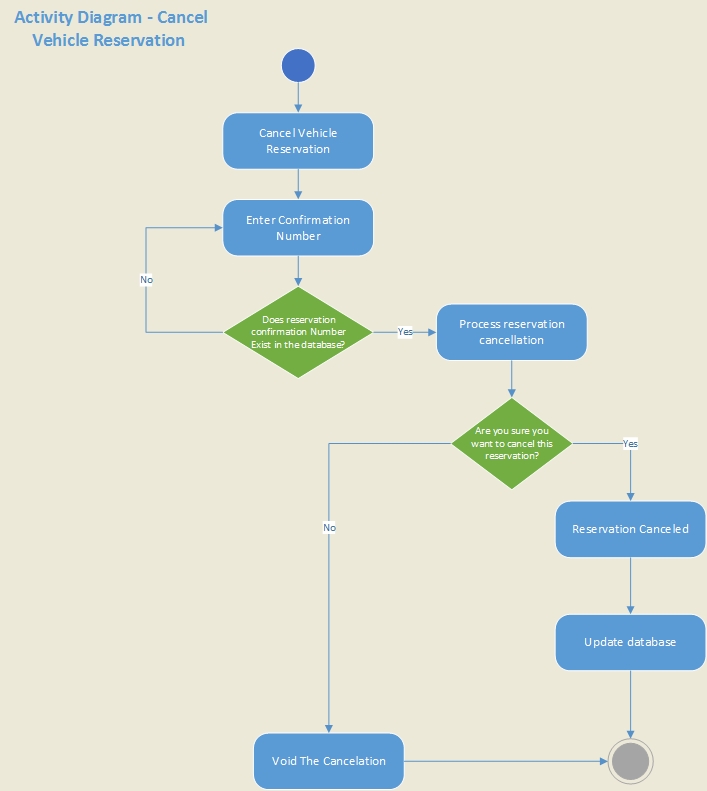 Activity Diagram - Cancel
Vehicle Reservation
Cancel Vehicle
Reservation
Enter Confirmation
Number
No
Does reservation
confirmation Number
Exist in the database?
Yes
Process reservation
cancellation
Are you sure you
want to cancel this
reservation?
Yes
No
Reservation Canceled
Update database
Void The Cancelation